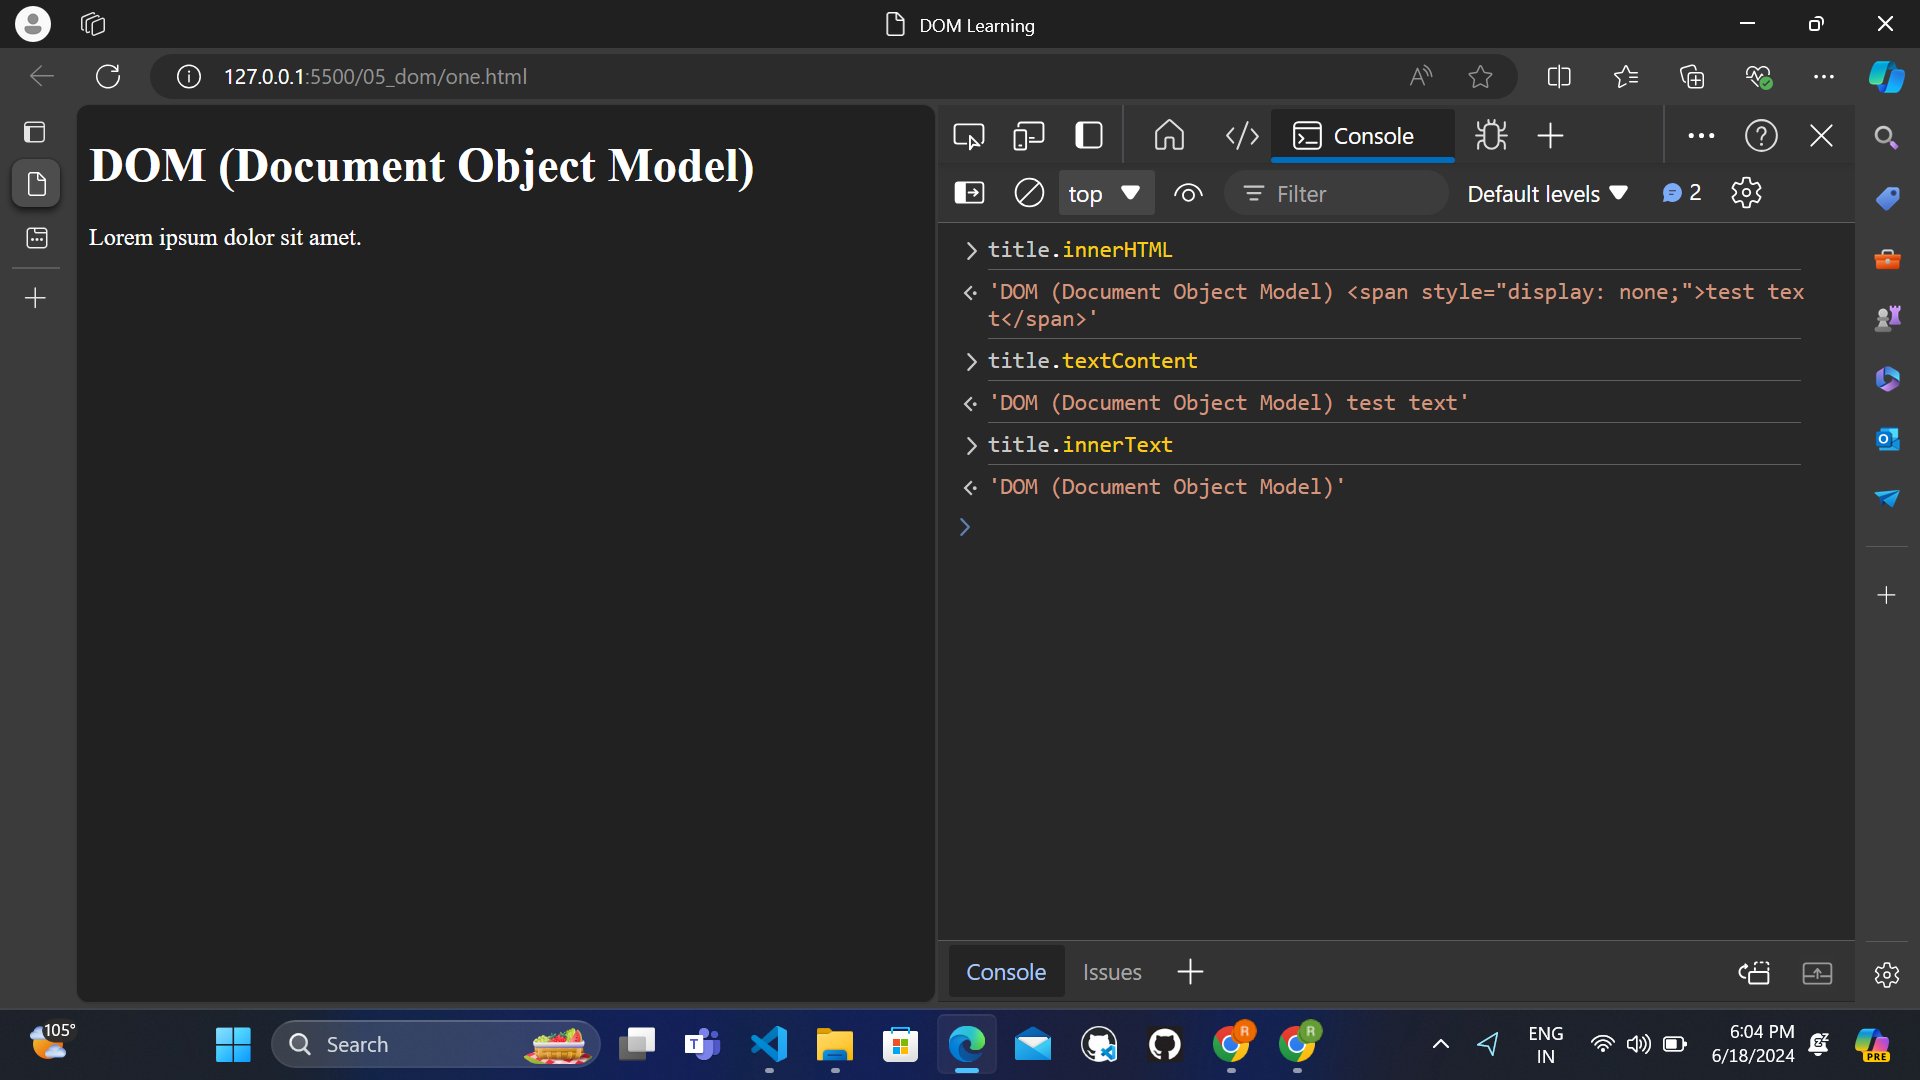 DOM Learning
127.0.0.1:5500/05_dom/one.html
DOM (Document Object Model)
Lorem ipsum dolor sit amet.
Console
top
Filter
Default levels
2
title.innerHTML
'DOM (Document Object Model) <span style="display: none;">test tex
t</span>'
title.textContent
'DOM (Document Object Model) test text'
title.innerText
'DOM (Document Object Model)'
Console
Issues
105°
Search
T
R
R
ENG
IN
6:04 PM
6/18/2024
PRE